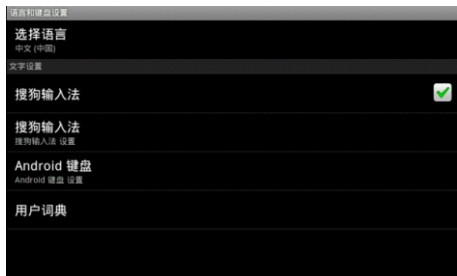 语言和键盘设置
选择语言
中文 (中国)
文字设置
搜狗输入法
搜狗输入法
搜狗输入法 设置
Android 键盘
Android 键盘 设置
用户词典